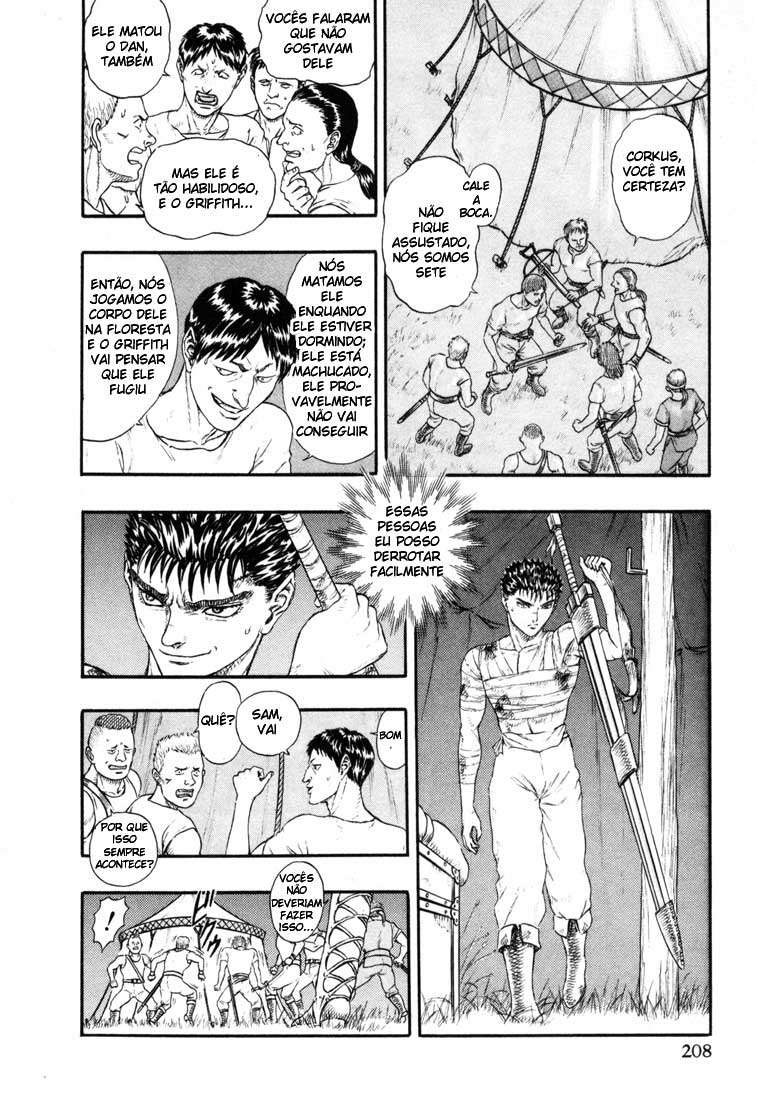 CORKUS,
VOCÊ TEM
CERTEZA?
CALE
A
BOCA.
NÃO
FIQUE
ASSUSTADO,
NÓS SOMOS
SETE
VOCÊS FALARAM
QUE NÃO
GOSTAVAM
DELE
ELE MATOU
O DAN,
TAMBÉM
MAS ELE É
TÃO HABILIDOSO,
E O GRIFFITH...
NÓS
MATAMOS
ELE
ENQUANDO
ELE ESTIVER
DORMINDO;
ELE ESTÁ
MACHUCADO,
ELE PRO-
VAVELMENTE
NÃO VAI
CONSEGUIR
ENTÃO, NÓS
JOGAMOS O
CORPO DELE
NA FLORESTA
E O GRIFFITH
VAI PENSAR
QUE ELE
FUGIU
ESSAS
PESSOAS
EU POSSO
DERROTAR
FACILMENTE
BOM
SAM,
VAI
QUÊ?
POR QUE
ISSO
SEMPRE
ACONTECE?
VOCÊS
NÃO
DEVERIAM
FAZER
ISSO...
!
208